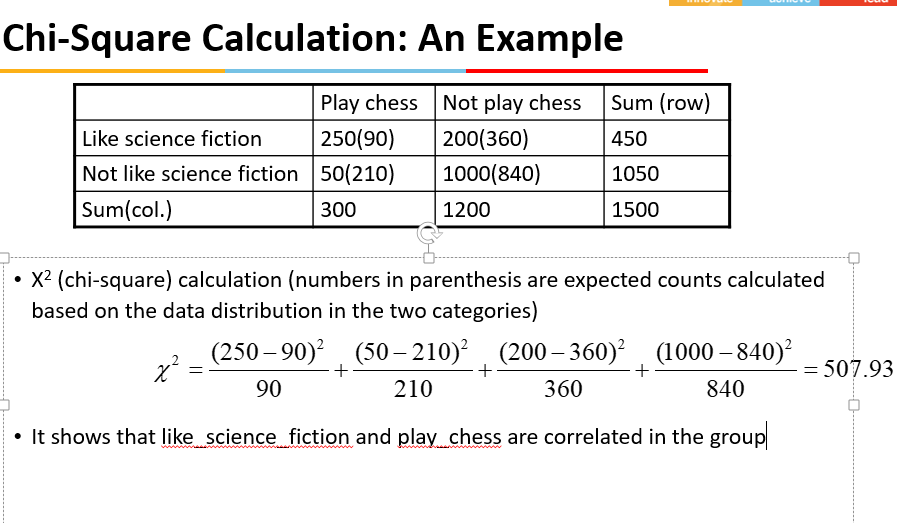 innovate achieve lead
Chi-Square Calculation: An Example
Play chess Not play chess Sum (row)
Like science fiction 250(90) 200(360) 450
Not like science fiction 50(210) 1000(840) 1050
Sum(col.) 300 1200 1500
• X² (chi-square) calculation (numbers in parenthesis are expected counts calculated
based on the data distribution in the two categories)
χ² = (250 – 90)²/90 + (50 – 210)²/210 + (200 – 360)²/360 + (1000 – 840)²/840 = 507.93
• It shows that like_science_fiction and play_chess are correlated in the group